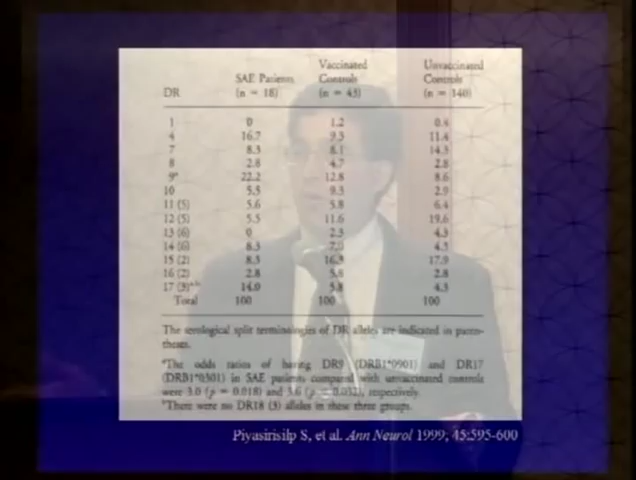 Vaccinated Unvaccinated
SAE Patients Controls Controls
DR (n = 18) (n = 43) (n = 140)
1 0 1.2 0.4
4 16.7 9.3 11.4
7 8.3 8.1 14.3
8 2.8 4.7 2.8
9ª 22.2 12.8 8.6
10 5.5 9.3 2.9
11 (5) 5.6 5.8 6.4
12 (5) 5.5 11.6 19.6
13 (6) 0 2.3 4.3
14 (6) 8.3 7.0 4.3
15 (2) 8.3 16.3 17.9
16 (2) 2.8 5.8 2.8
17 (3)ª,ᵇ 14.0 5.8 4.3
Total 100 100 100
The serological split terminologies of DR alleles are indicated in paren-
theses.
ªThe odds ratios of having DR9 (DRB1*0901) and DR17
(DRB1*0301) in SAE patients compared with unvaccinated controls
were 3.0 (p = 0.018) and 3.6 (p = 0.032), respectively.
ᵇThere were no DR18 (3) alleles in these three groups.
Piyasirisilp S, et al. Ann Neurol 1999; 45:595-600